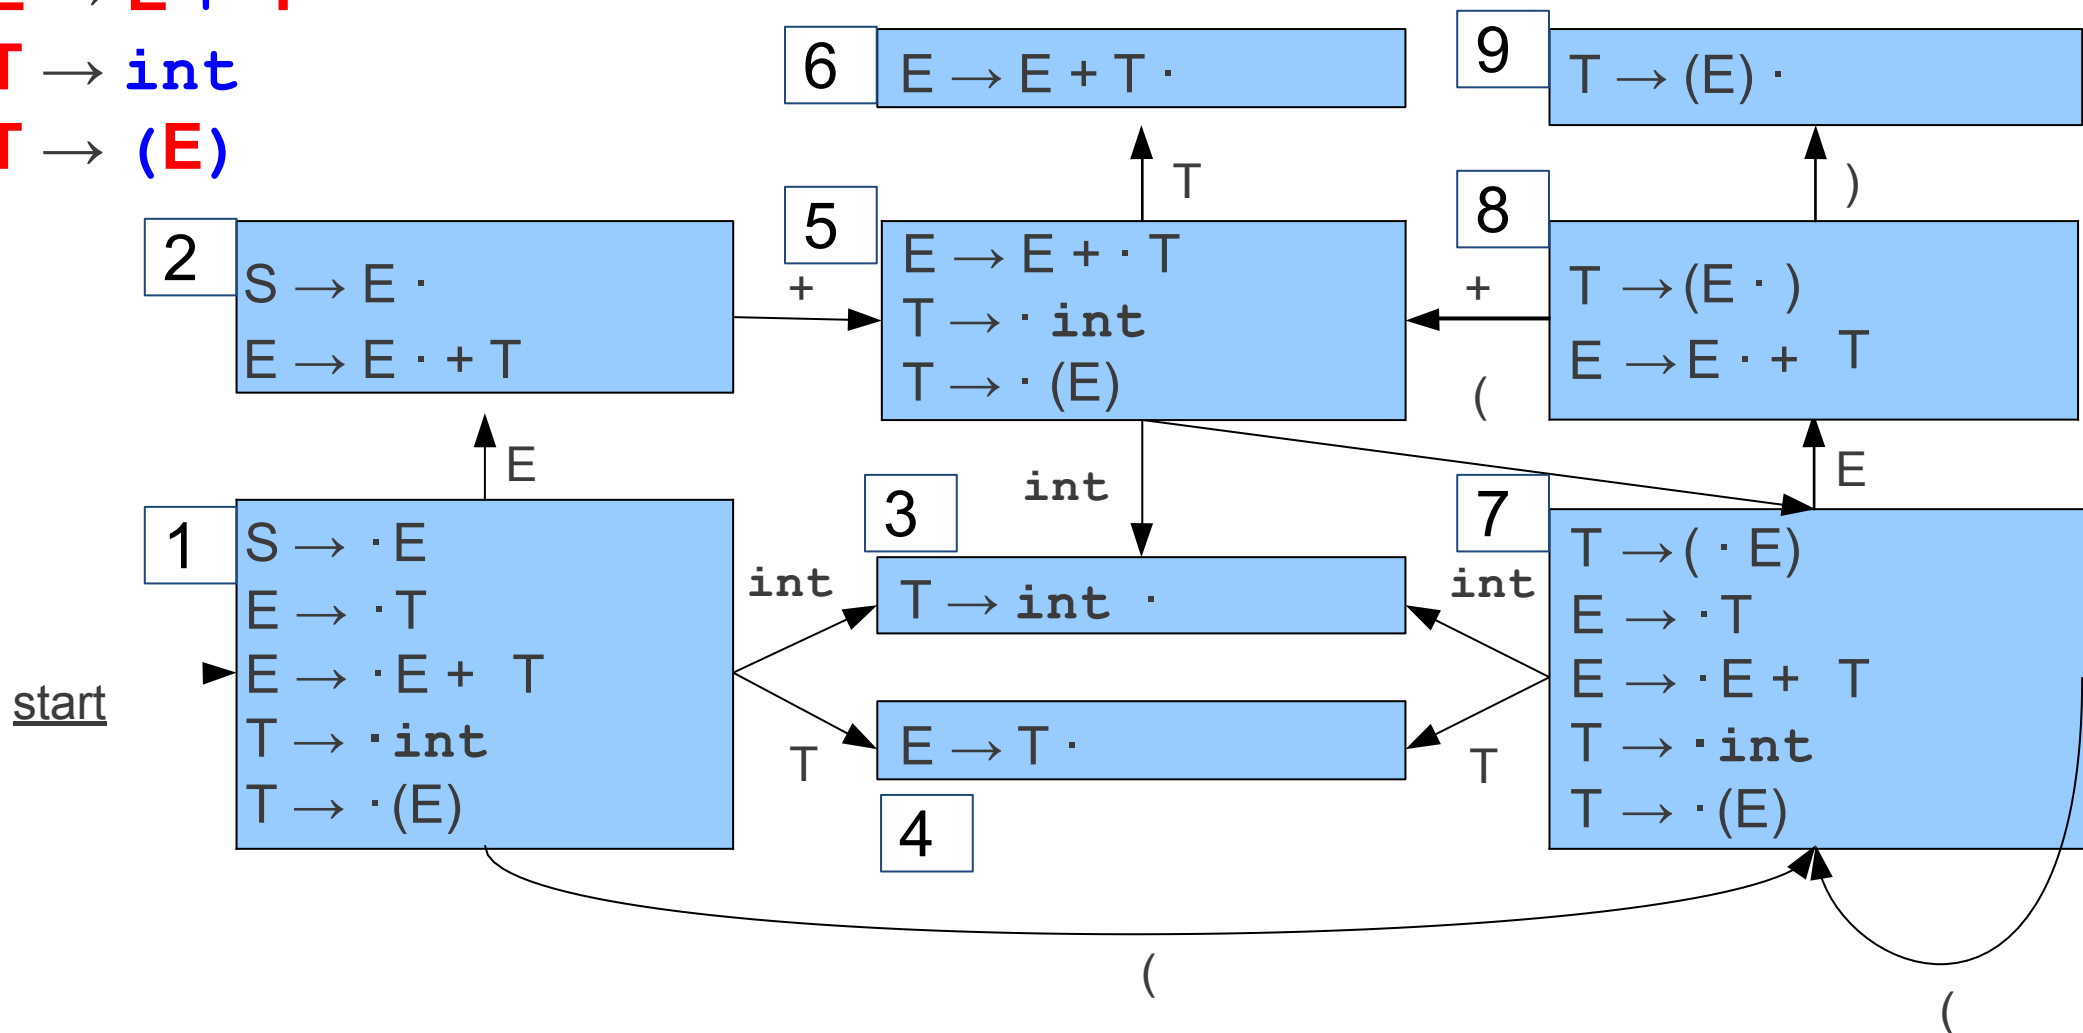 E → E + T
T → int
T → (E)
6
E → E + T ·
9
T → (E) ·
T
)
2
S → E ·
E → E · + T
+
5
E → E + · T
T → · int
T → · (E)
+
(
8
T → (E · )
E → E · + T
E
int
E
1
S → · E
E → · T
E → · E + T
T → · int
T → · (E)
start
int
T
3
T → int ·
E → T ·
4
int
T
7
T → ( · E)
E → · T
E → · E + T
T → · int
T → · (E)
(
(